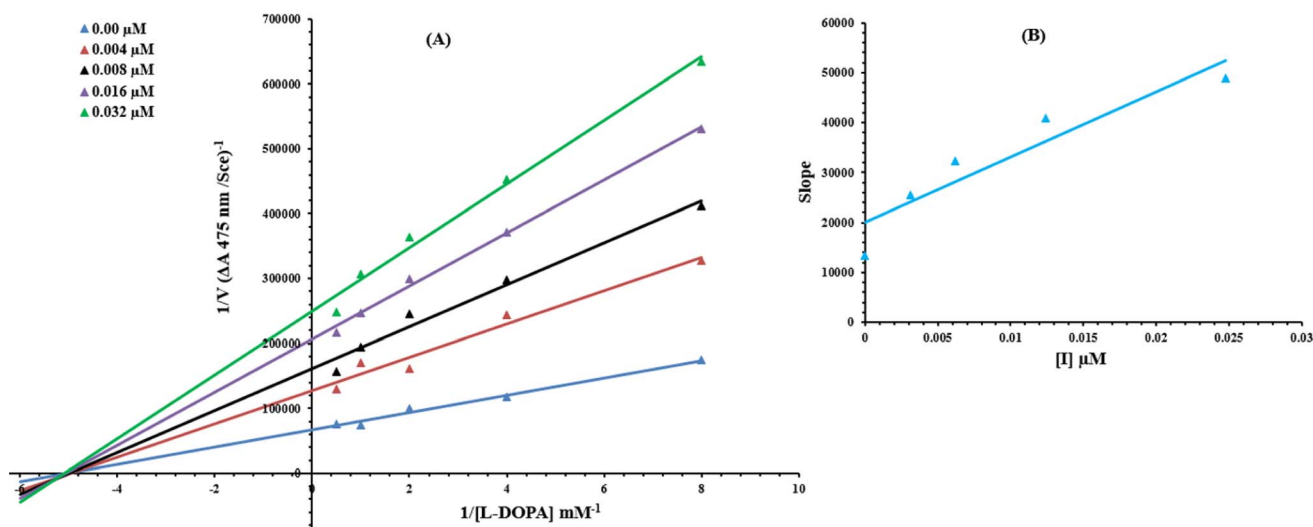 0.00 µM
0.004 µM
0.008 µM
0.016 µM
0.032 µM
(A)
700000
600000
500000
400000
300000
200000
100000
0
-6
-4
-2
0
2
4
6
8
10
1/V (ΔA 475 nm /Sce)-1
1/[L-DOPA] mM-1
(B)
60000
50000
40000
30000
20000
10000
0
0
0.005
0.01
0.015
0.02
0.025
0.03
Slope
[I] µM